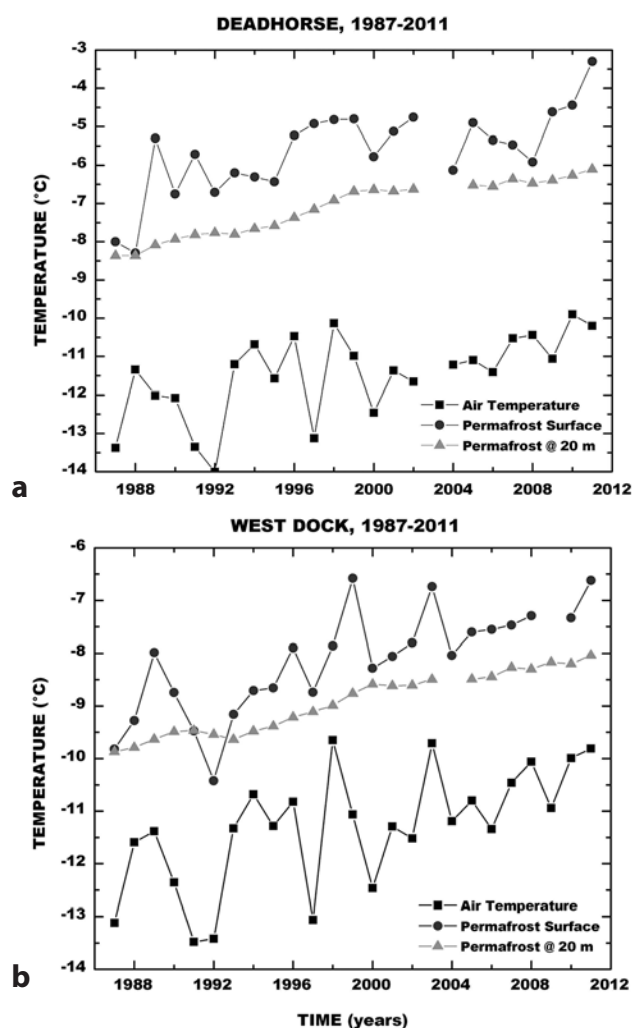 DEADHORSE, 1987-2011
-3
-4
-5
-6
-7
-8
-9
-10
-11
-12
-13
-14
TEMPERATURE (°C)
Air Temperature
Permafrost Surface
Permafrost @ 20 m
1988 1992 1996 2000 2004 2008 2012
a
WEST DOCK, 1987-2011
-6
-7
-8
-9
-10
-11
-12
-13
-14
TEMPERATURE (°C)
Air Temperature
Permafrost Surface
Permafrost @ 20 m
1988 1992 1996 2000 2004 2008 2012
b
TIME (years)